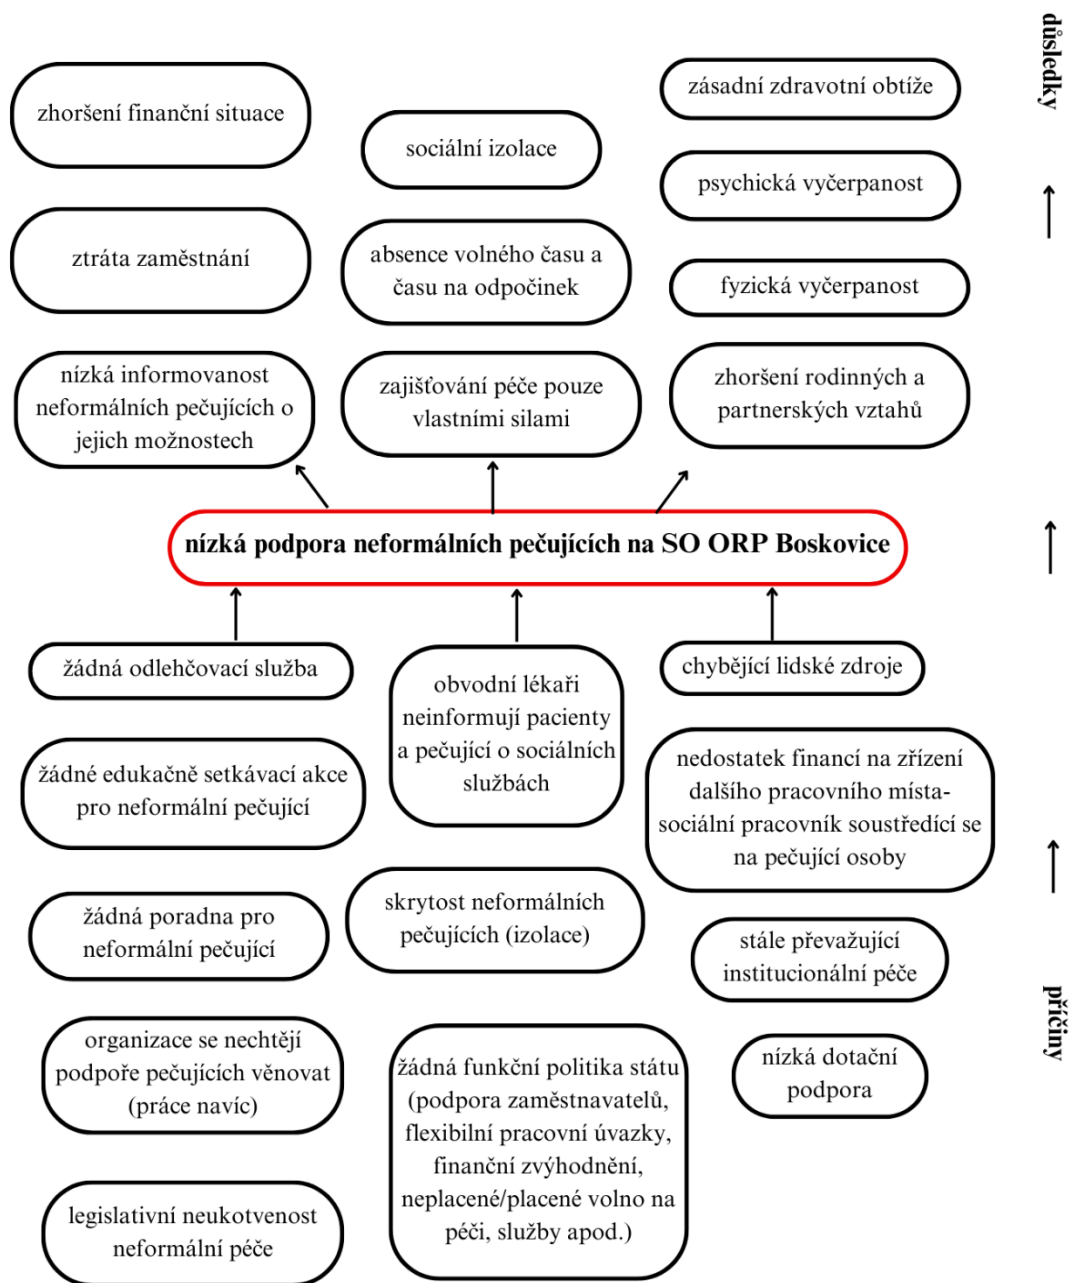 důsledky
zhoršení finanční situace
ztráta zaměstnání
nízká informovanost
neformálních pečujících o
jejich možnostech
sociální izolace
absence volného času a
času na odpočinek
zajišťování péče pouze
vlastními silami
zásadní zdravotní obtíže
psychická vyčerpanost
fyzická vyčerpanost
zhoršení rodinných a
partnerských vztahů
nízká podpora neformálních pečujících na SO ORP Boskovice
žádná odlehčovací služba
žádné edukačně setkávací akce
pro neformální pečující
žádná poradna pro
neformální pečující
organizace se nechtějí
podpoře pečujících věnovat
(práce navíc)
legislativní neukotvenost
neformální péče
obvodní lékaři
neinformují pacienty
a pečující o sociálních
službách
skrytost neformálních
pečujících (izolace)
žádná funkční politika státu
(podpora zaměstnavatelů,
flexibilní pracovní úvazky,
finanční zvýhodnění,
neplacené/placené volno na
péči, služby apod.)
chybějící lidské zdroje
nedostatek financí na zřízení
dalšího pracovního místa-
sociální pracovník soustředící se
na pečující osoby
stále převažující
institucionální péče
nízká dotační
podpora
příčiny